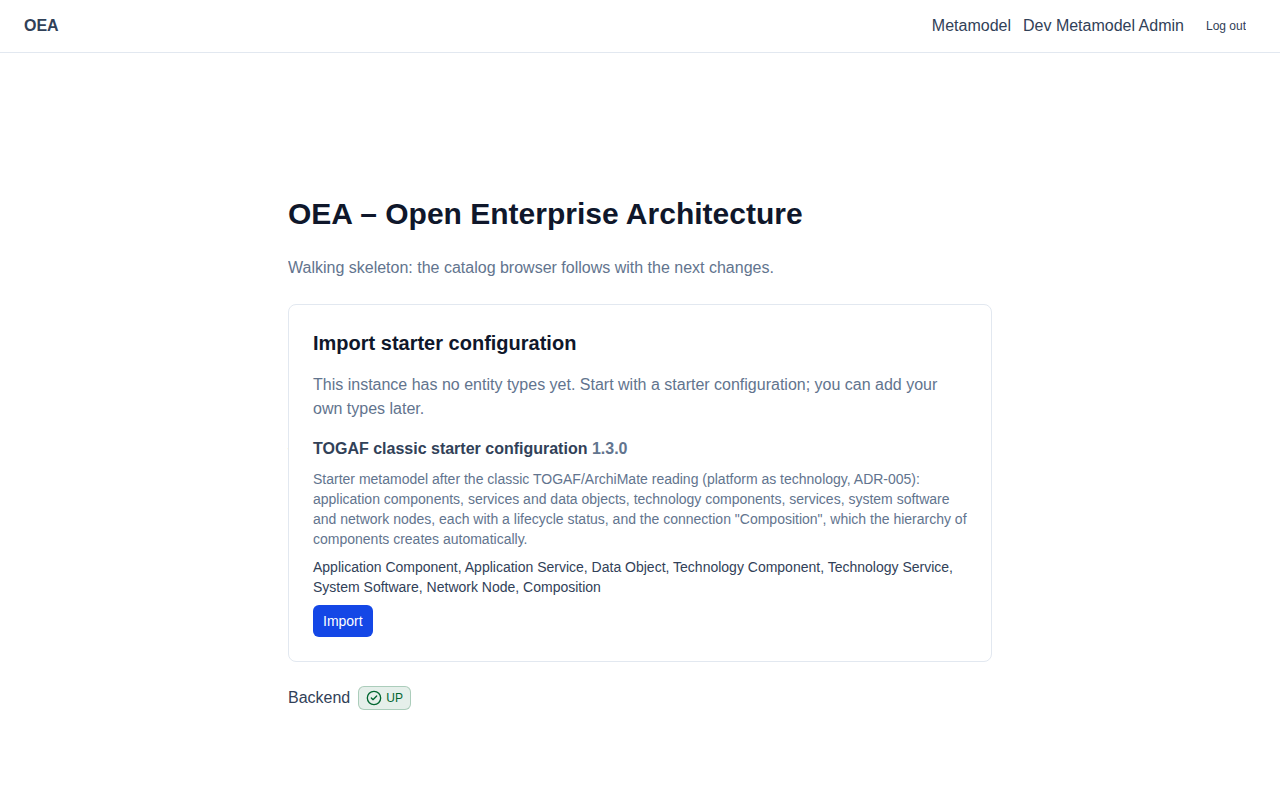 OEA
Metamodel Dev Metamodel Admin Log out
OEA – Open Enterprise Architecture
Walking skeleton: the catalog browser follows with the next changes.
Import starter configuration
This instance has no entity types yet. Start with a starter configuration; you can add your
own types later.
TOGAF classic starter configuration 1.3.0
Starter metamodel after the classic TOGAF/ArchiMate reading (platform as technology, ADR-005):
application components, services and data objects, technology components, services, system software
and network nodes, each with a lifecycle status, and the connection "Composition", which the hierarchy of
components creates automatically.
Application Component, Application Service, Data Object, Technology Component, Technology Service,
System Software, Network Node, Composition
Import
Backend UP